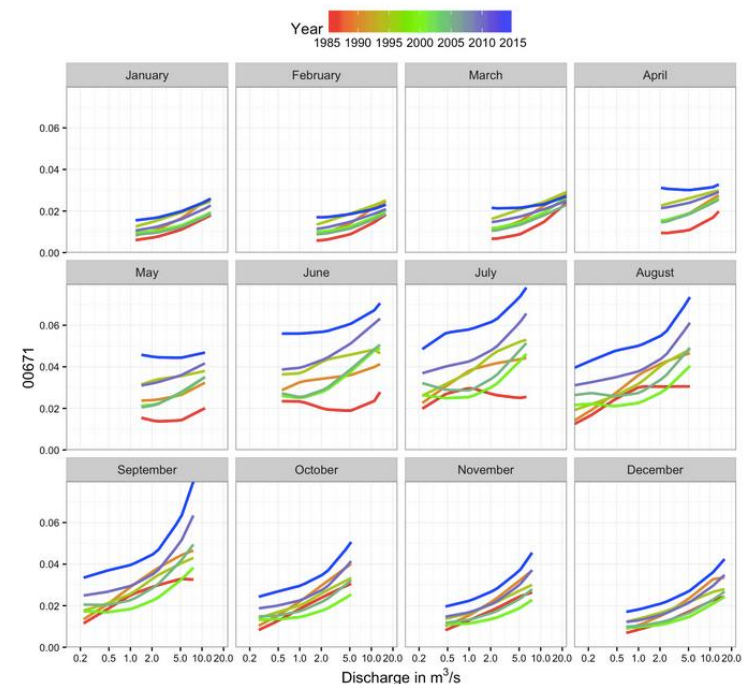 Year
1985 1990 1995 2000 2005 2010 2015
January February March April
0.06
0.04
0.02
0.00
May June July August
0.06
0.04
0.02
0.00
00671
September October November December
0.06
0.04
0.02
0.00
0.2 0.5 1.0 2.0 5.0 10.0 20.0 0.2 0.5 1.0 2.0 5.0 10.0 20.0 0.2 0.5 1.0 2.0 5.0 10.0 20.0 0.2 0.5 1.0 2.0 5.0 10.0 20.0
Discharge in m³/s